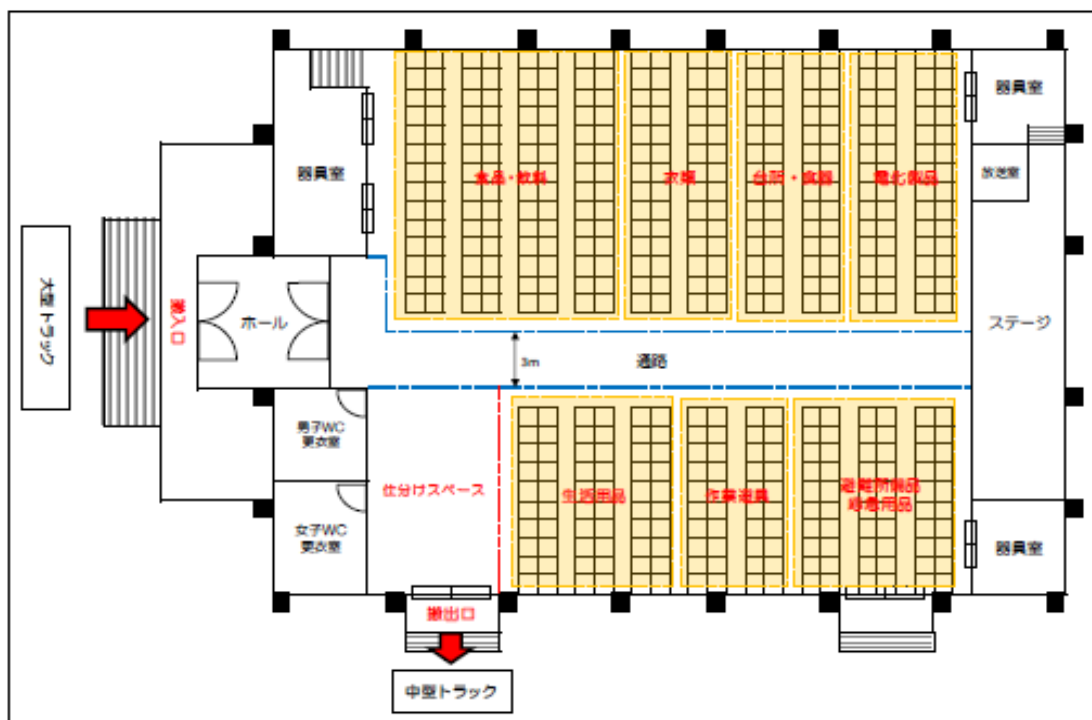 器具室
器具室
食品・飲料
衣類
台所・食器
電化製品
放送室
大型トラック
搬入口
ホール
ステージ
3m
通路
男子WC
更衣室
仕分けスペース
生活用品
作業道具
避難所備品
応急用品
女子WC
更衣室
器具室
搬出口
中型トラック